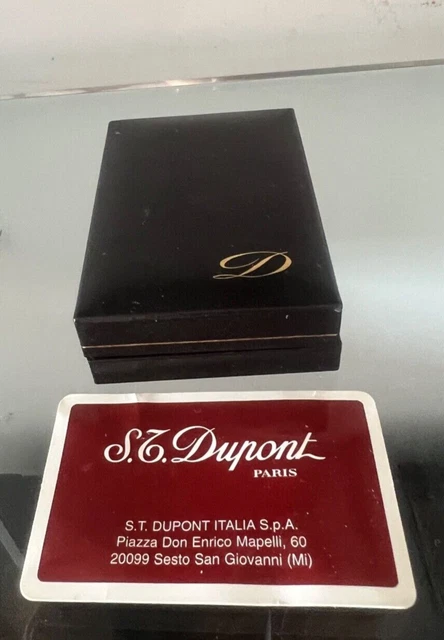 D
S.T. Dupont
PARIS
S.T. DUPONT ITALIA S.p.A.
Piazza Don Enrico Mapelli, 60
20099 Sesto San Giovanni (Mi)